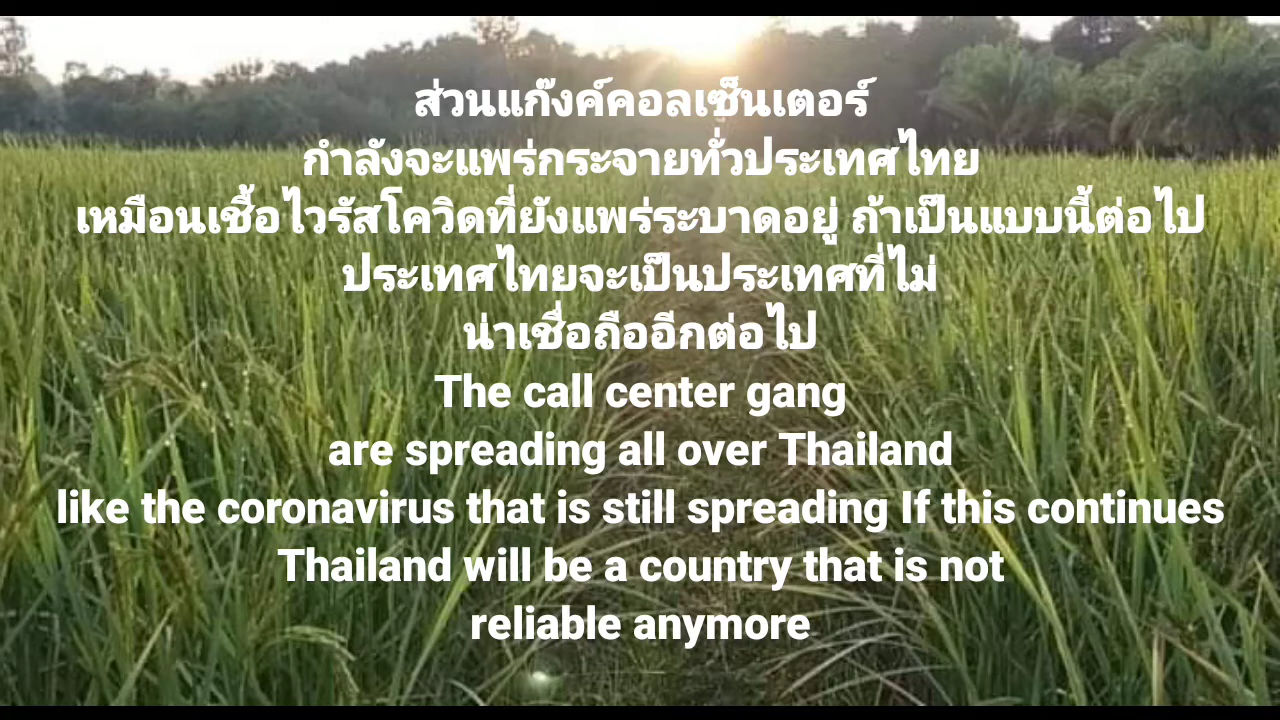 ส่วนแก๊งค์คอลเซ็นเตอร์
กำลังจะแพร่กระจายทั่วประเทศไทย
เหมือนเชื้อไวรัสโควิดที่ยังแพร่ระบาดอยู่ ถ้าเป็นแบบนี้ต่อไป
ประเทศไทยจะเป็นประเทศที่ไม่
น่าเชื่อถืออีกต่อไป
The call center gang
are spreading all over Thailand
like the coronavirus that is still spreading If this continues
Thailand will be a country that is not
reliable anymore